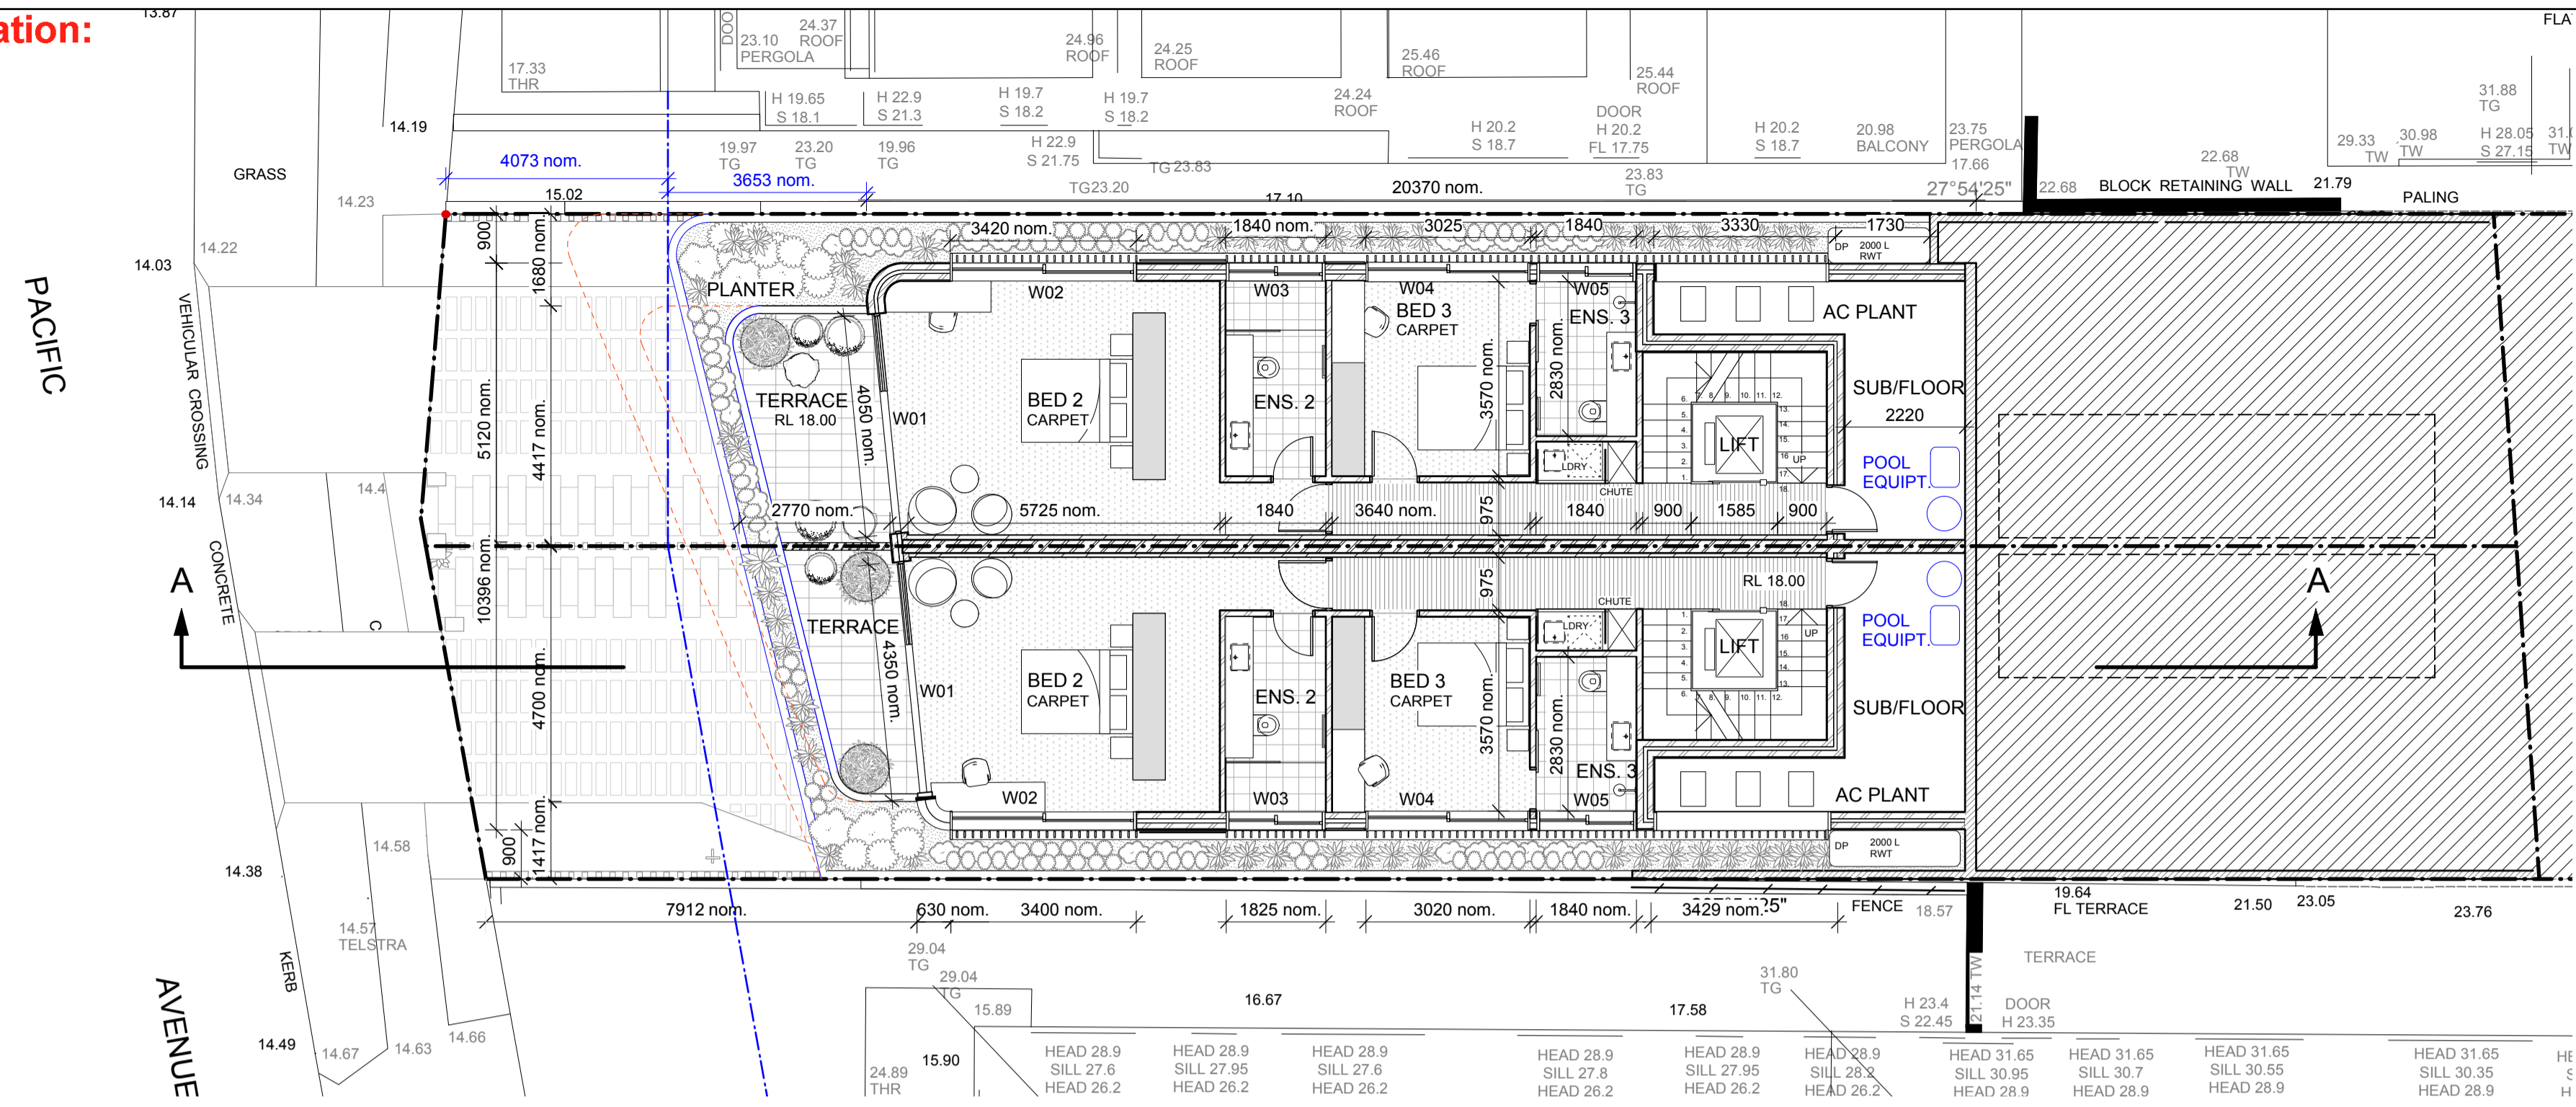 13.87
ation:
17.33
THR
DOO
23.10
PERGOLA
24.37
ROOF
24.96
ROOF
24.25
ROOF
25.46
ROOF
25.44
ROOF
FLA
31.88
TG
H 19.65
S 18.1
H 22.9
S 21.3
H 19.7
S 18.2
H 19.7
S 18.2
24.24
ROOF
H 20.2
S 18.7
DOOR
H 20.2
FL 17.75
H 20.2
S 18.7
20.98
BALCONY
23.75
PERGOLA
17.66
29.33
TW
30.98
TW
H 28.05
S 27.15
TW
14.19
4073 nom.
19.97
TG
23.20
TG
19.96
TG
H 22.9
S 21.75
TG 23.83
23.83
TG
22.68
TW
GRASS
3653 nom.
TG23.20
20370 nom.
27°54'25"
22.68
BLOCK RETAINING WALL
21.79
PALING
15.02
17.10
14.23
14.22
14.03
900
1680 nom.
3420 nom.
1840 nom.
3025
1840
3330
1730
DP
2000 L
RWT
PACIFIC
VEHICULAR CROSSING
PLANTER
W02
W03
W04
W05
BED 3
CARPET
ENS. 3
AC PLANT
5120 nom.
4417 nom.
TERRACE
RL 18.00
4050 nom.
W01
BED 2
CARPET
ENS. 2
3570 nom.
2830 nom.
SUB/FLOOR
2220
LIFT
UP
LDRY
CHUTE
POOL
EQUIPT.
14.14
14.34
14.4
2770 nom.
5725 nom.
1840
3640 nom.
975
1840
900
1585
900
A
CONCRETE
10396 nom.
C
975
RL 18.00
A
CHUTE
LDRY
LIFT
UP
POOL
EQUIPT.
TERRACE
4700 nom.
4350 nom.
W01
BED 2
CARPET
ENS. 2
BED 3
CARPET
3570 nom.
2830 nom.
SUB/FLOOR
ENS. 3
AC PLANT
W02
W03
W04
W05
900
1417 nom.
DP
2000 L
RWT
14.58
14.38
14.57
TELSTRA
7912 nom.
630 nom.
3400 nom.
1825 nom.
3020 nom.
1840 nom.
3429 nom.
FENCE
18.57
19.64
FL TERRACE
21.50
23.05
23.76
KERB
AVENUE
29.04
TG
29.04
TG
15.89
16.67
31.80
TG
17.58
H 23.4
S 22.45
21.14 TW
DOOR
H 23.35
TERRACE
14.49
14.67
14.63
14.66
24.89
THR
15.90
HEAD 28.9
SILL 27.6
HEAD 26.2
HEAD 28.9
SILL 27.95
HEAD 26.2
HEAD 28.9
SILL 27.6
HEAD 26.2
HEAD 28.9
SILL 27.8
HEAD 26.2
HEAD 28.9
SILL 27.95
HEAD 26.2
HEAD 28.9
SILL 28.2
HEAD 26.2
HEAD 31.65
SILL 30.95
HEAD 28.9
HEAD 31.65
SILL 30.7
HEAD 28.9
HEAD 31.65
SILL 30.55
HEAD 28.9
HEAD 31.65
SILL 30.35
HEAD 28.9